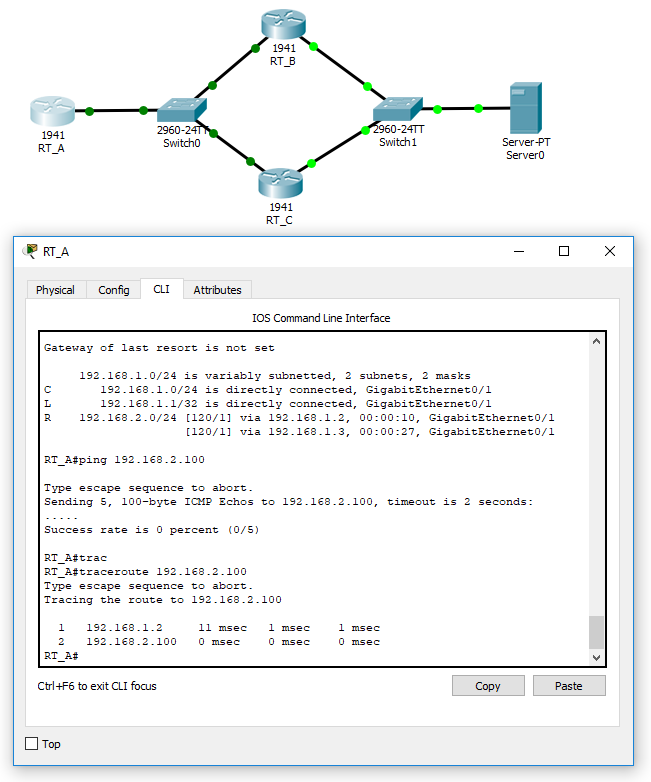 1941
RT_B
1941
RT_A
2960-24TT
Switch0
2960-24TT
Switch1
Server-PT
Server0
1941
RT_C
RT_A
Physical
Config
CLI
Attributes
IOS Command Line Interface
Gateway of last resort is not set
192.168.1.0/24 is variably subnetted, 2 subnets, 2 masks
C 192.168.1.0/24 is directly connected, GigabitEthernet0/1
L 192.168.1.1/32 is directly connected, GigabitEthernet0/1
R 192.168.2.0/24 [120/1] via 192.168.1.2, 00:00:10, GigabitEthernet0/1
[120/1] via 192.168.1.3, 00:00:27, GigabitEthernet0/1
RT_A#ping 192.168.2.100
Type escape sequence to abort.
Sending 5, 100-byte ICMP Echos to 192.168.2.100, timeout is 2 seconds:
.....
Success rate is 0 percent (0/5)
RT_A#trac
RT_A#traceroute 192.168.2.100
Type escape sequence to abort.
Tracing the route to 192.168.2.100
1 192.168.1.2 11 msec 1 msec 1 msec
2 192.168.2.100 0 msec 0 msec 0 msec
RT_A#
Ctrl+F6 to exit CLI focus
Copy
Paste
Top